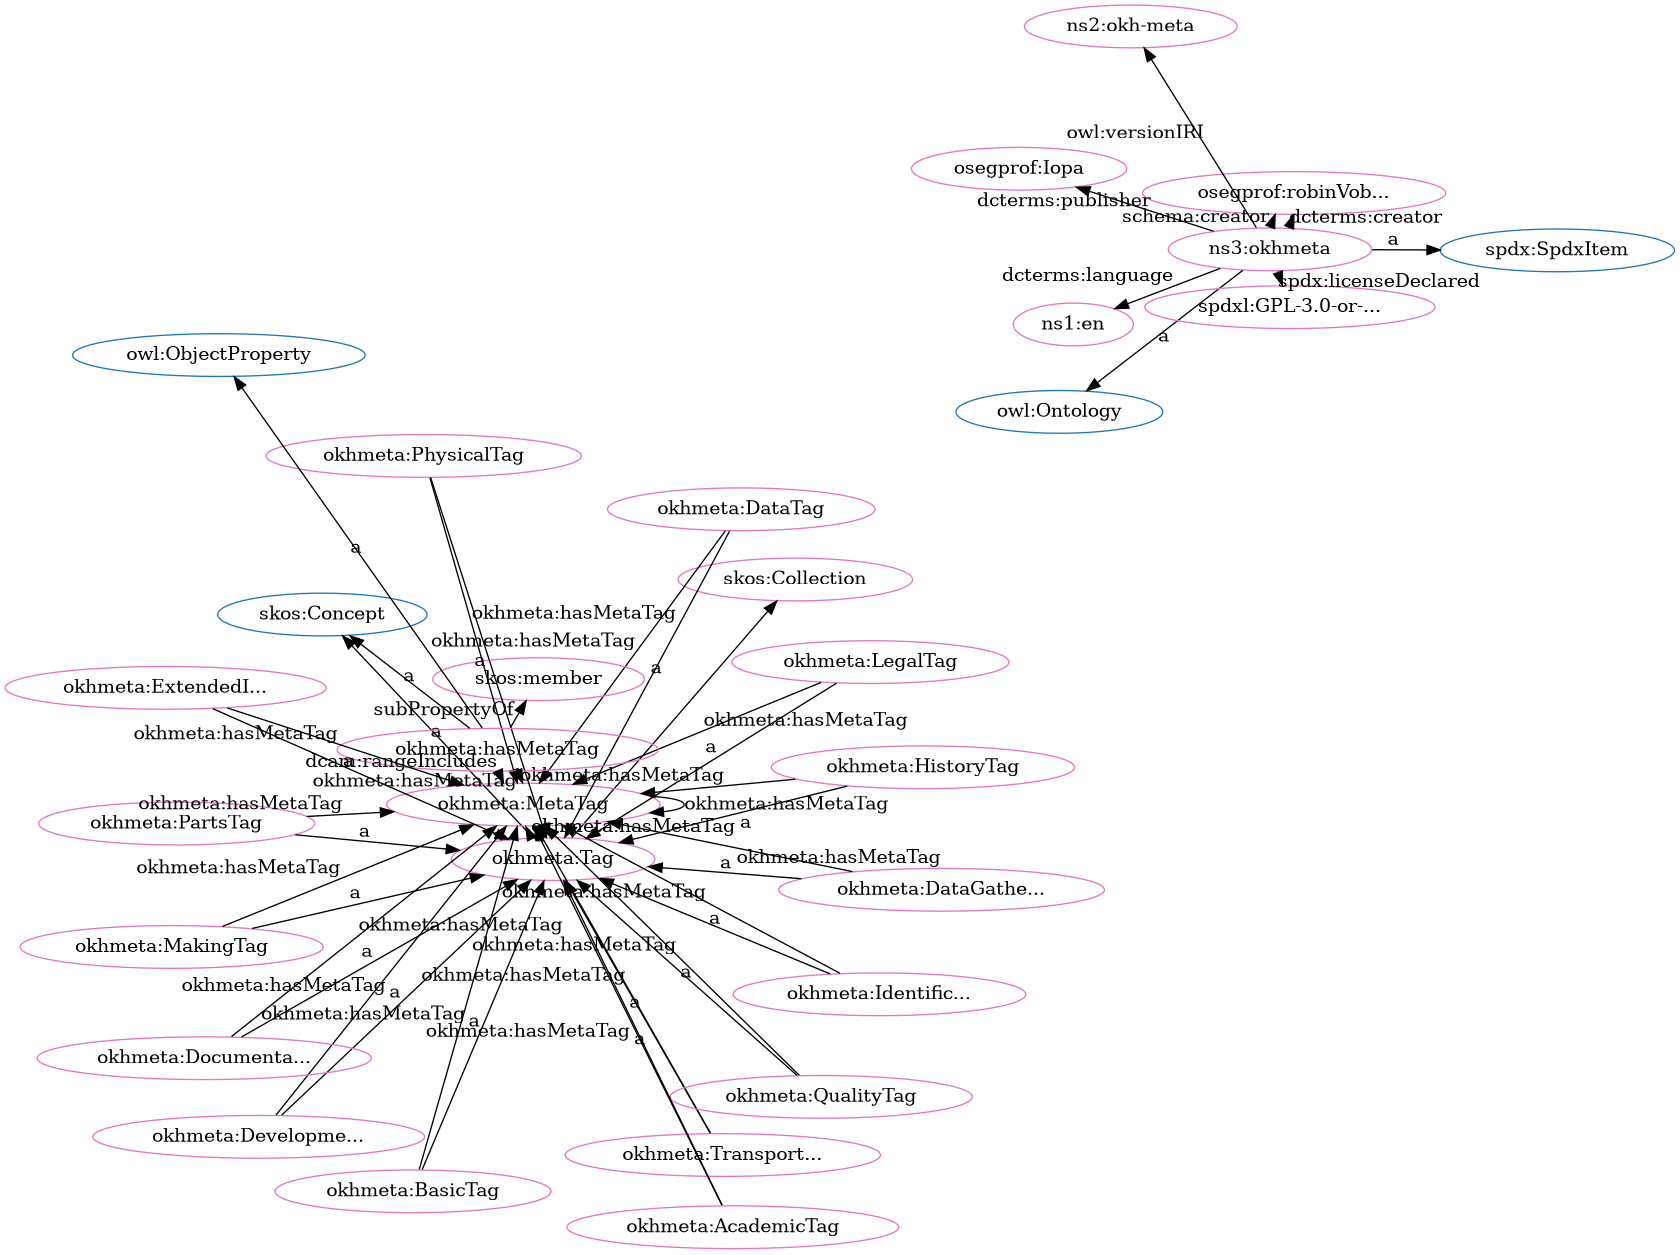 ns2:okh-meta
owl:versionIRI
osegprof:Iopa
osegprof:robinVob...
dcterms:publisher
schema:creator
dcterms:creator
ns3:okhmeta
a
spdx:SpdxItem
dcterms:language
spdx:licenseDeclared
ns1:en
spdxl:GPL-3.0-or-...
a
owl:ObjectProperty
owl:Ontology
okhmeta:PhysicalTag
okhmeta:DataTag
a
skos:Collection
skos:Concept
okhmeta:hasMetaTag
okhmeta:hasMetaTag
a
okhmeta:LegalTag
a
a
skos:member
okhmeta:ExtendedI...
subPropertyOf
okhmeta:hasMetaTag
okhmeta:hasMetaTag
a
okhmeta:hasMetaTag
a
dcam:rangeIncludes
a
okhmeta:HistoryTag
okhmeta:hasMetaTag
okhmeta:hasMetaTag
okhmeta:hasMetaTag
okhmeta:MetaTag
okhmeta:hasMetaTag
okhmeta:PartsTag
a
okhmeta:hasMetaTag
a
okhmeta:Tag
okhmeta:hasMetaTag
okhmeta:hasMetaTag
a
a
okhmeta:hasMetaTag
okhmeta:DataGathe...
okhmeta:hasMetaTag
a
okhmeta:MakingTag
okhmeta:hasMetaTag
a
okhmeta:hasMetaTag
okhmeta:hasMetaTag
a
a
okhmeta:Identific...
okhmeta:hasMetaTag
a
a
okhmeta:hasMetaTag
a
okhmeta:Documenta...
okhmeta:QualityTag
okhmeta:Developme...
okhmeta:Transport...
okhmeta:BasicTag
okhmeta:AcademicTag